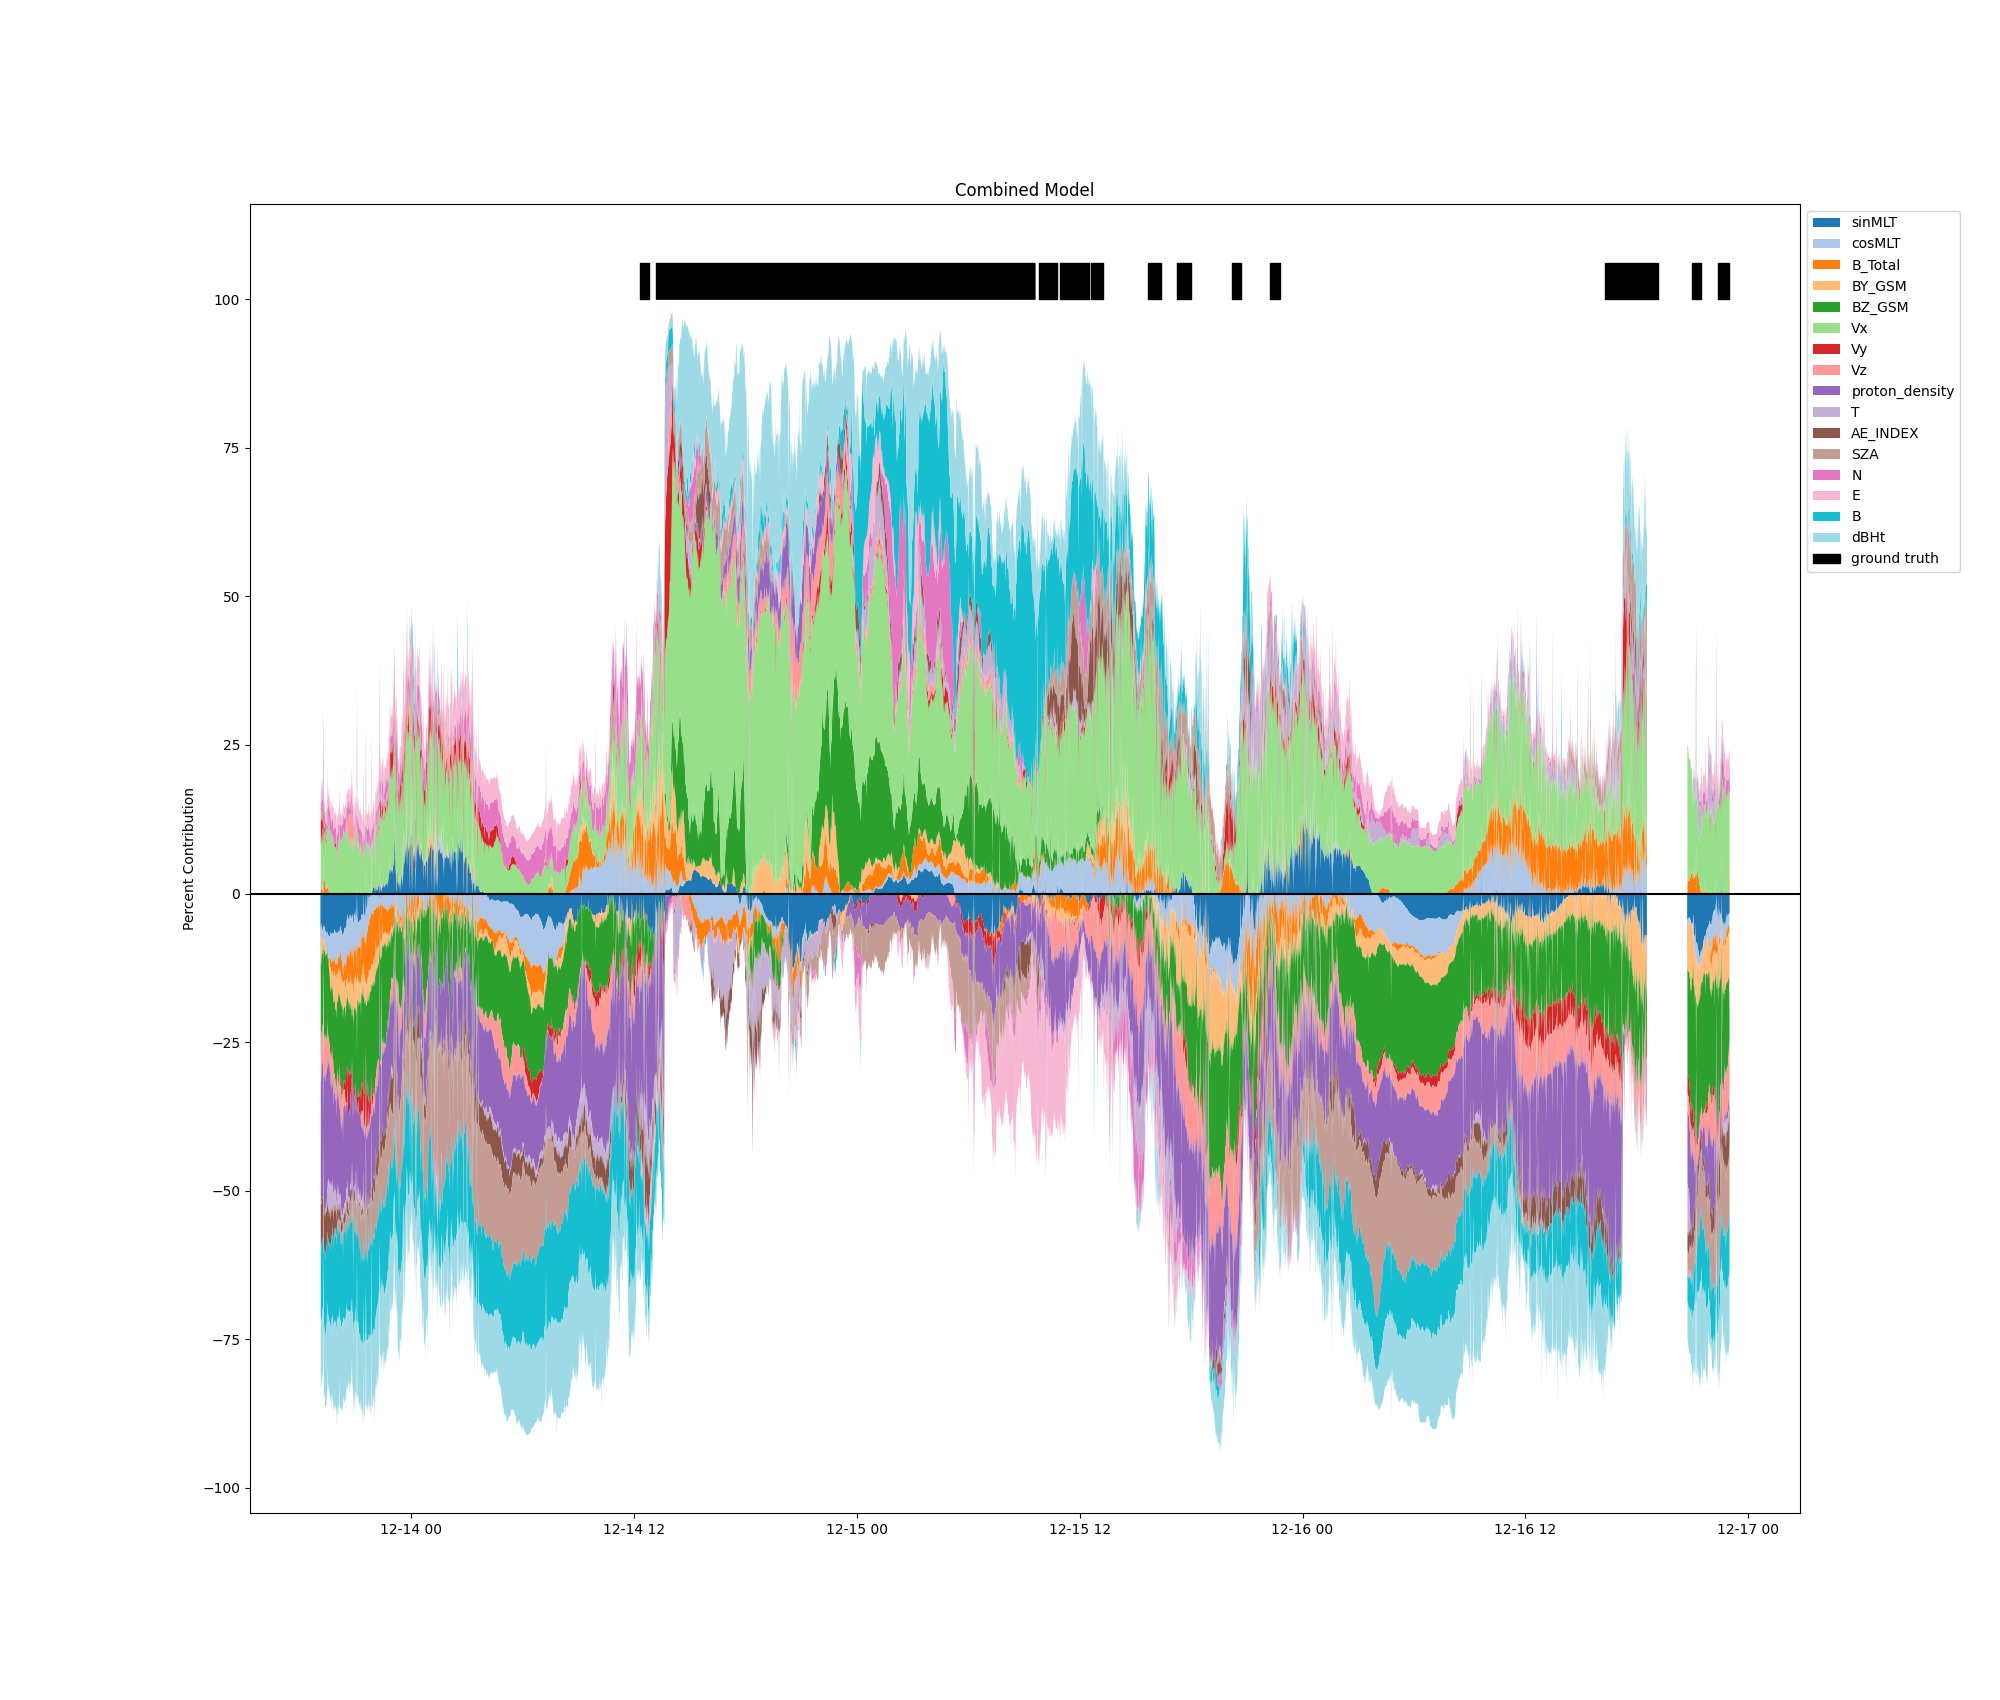 Combined Model
Percent Contribution
100
75
50
25
0
−25
−50
−75
−100
12-14 00
12-14 12
12-15 00
12-15 12
12-16 00
12-16 12
12-17 00
sinMLT
cosMLT
B_Total
BY_GSM
BZ_GSM
Vx
Vy
Vz
proton_density
T
AE_INDEX
SZA
N
E
B
dBHt
ground truth